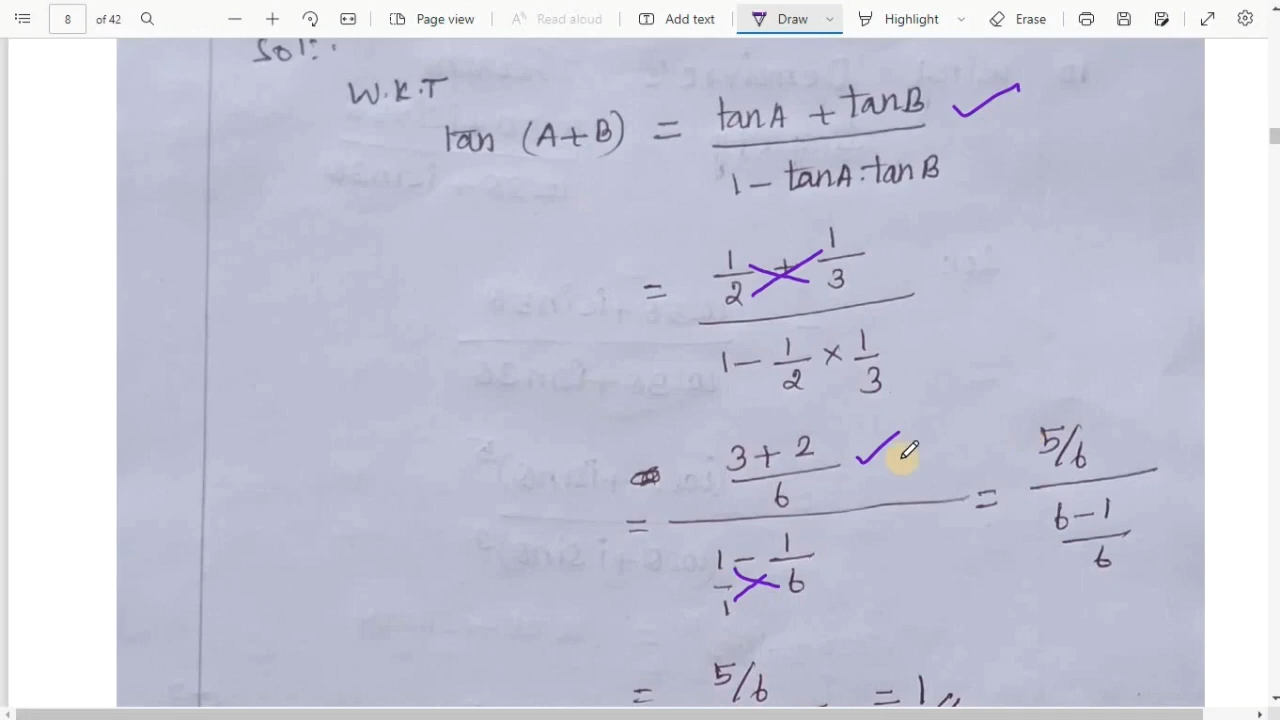 8 of 42 Page view Read aloud Add text Draw Highlight Erase
Sol:
W.K.T
tan (A+B) = tanA + tanB / 1 - tanA.tanB
= 1/2 + 1/3 / 1 - 1/2 × 1/3
= 3+2/6 / 1/1 - 1/6 = 5/6 / 6-1/6
= 5/6 = 1,,